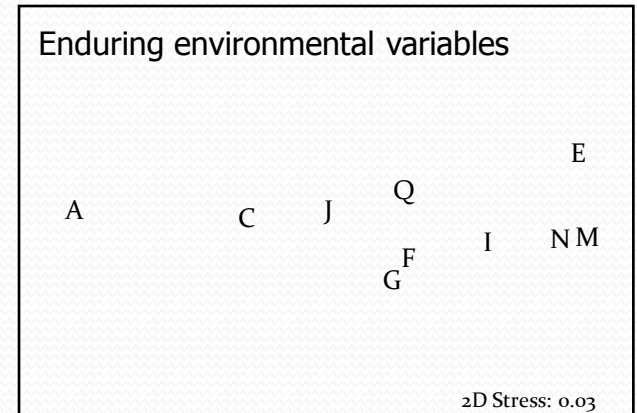 Enduring environmental variables
E
Q
A C J
I N M
F
G
2D Stress: 0.03